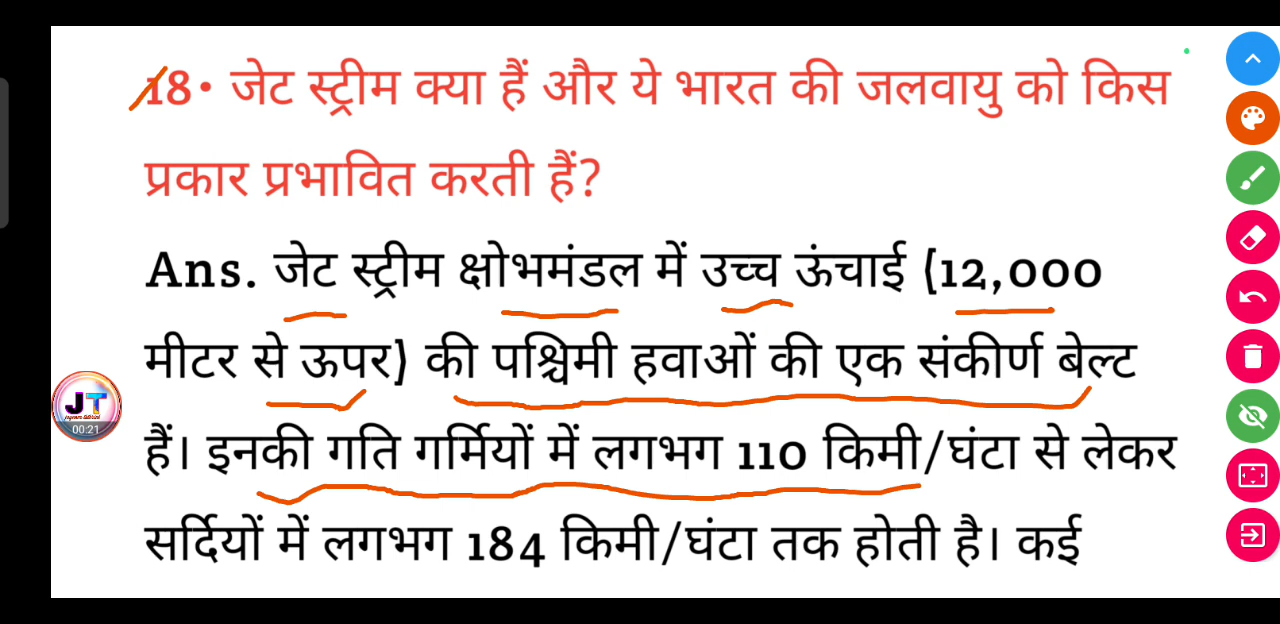 18• जेट स्ट्रीम क्या हैं और ये भारत की जलवायु को किस
प्रकार प्रभावित करती हैं?
Ans. जेट स्ट्रीम क्षोभमंडल में उच्च ऊंचाई (12,000
मीटर से ऊपर) की पश्चिमी हवाओं की एक संकीर्ण बेल्ट
हैं। इनकी गति गर्मियों में लगभग 110 किमी/घंटा से लेकर
सर्दियों में लगभग 184 किमी/घंटा तक होती है। कई
JT
00:21